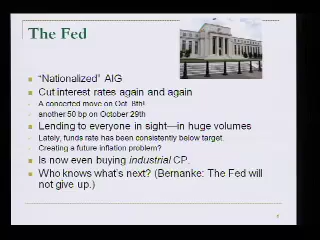 The Fed
"Nationalized" AIG
Cut interest rates again and again
A concerted move on Oct. 8th!
another 50 bp on October 29th
Lending to everyone in sight—in huge volumes
Lately, funds rate has been consistently below target.
Creating a future inflation problem?
Is now even buying industrial CP.
Who knows what's next? (Bernanke: The Fed will
not give up.)